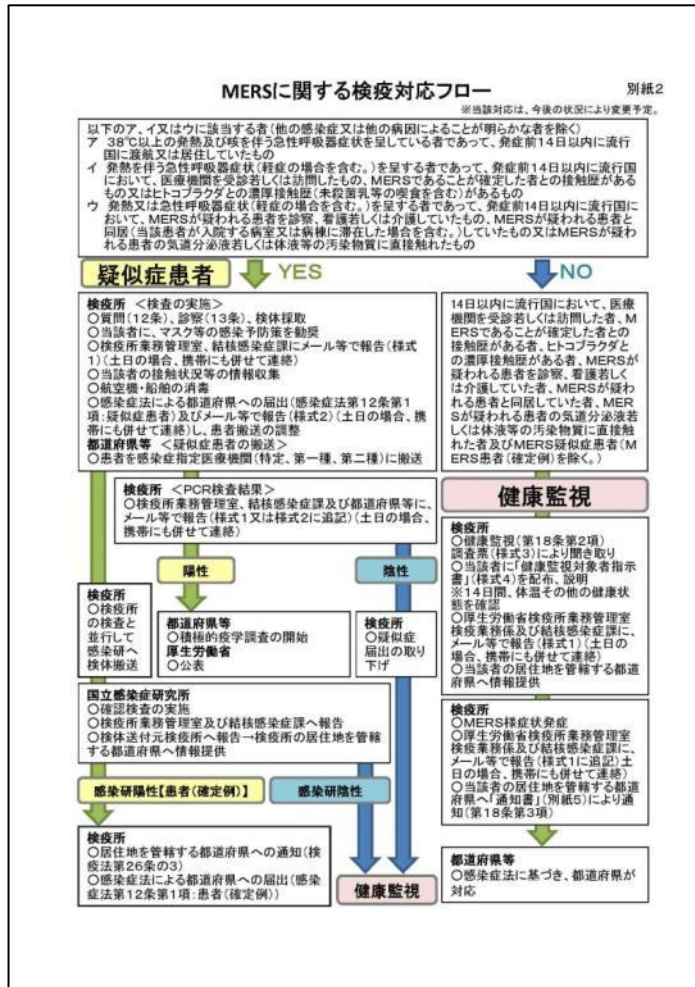 MERSに関する検疫対応フロー
別紙2
※当該対応は、今後の状況により変更予定。
以下のア、イ又はウに該当する者(他の感染症又は他の病因によることが明らかな者を除く)
ア 38℃以上の発熱及び咳を伴う急性呼吸器症状を呈している者であって、発症前14日以内に流行
国に渡航又は居住していたもの
イ 発熱を伴う急性呼吸器症状(軽症の場合を含む。)を呈する者であって、発症前14日以内に流行国
において、医療機関を受診若しくは訪問したもの、MERSであることが確定した者との接触歴がある
もの又はヒトコブラクダとの濃厚接触歴(未殺菌乳等の喫食を含む)があるもの
ウ 発熱又は急性呼吸器症状(軽症の場合を含む。)を呈する者であって、発症前14日以内に流行国
において、MERSが疑われる患者を診察、看護若しくは介護していたもの、MERSが疑われる患者と
同居(当該患者が入院する病室又は病棟に滞在した場合を含む。)していたもの又はMERSが疑わ
れる患者の気道分泌液若しくは体液等の汚染物質に直接触れたもの
疑似症患者
YES
NO
検疫所 <検査の実施>
○質問(12条)、診察(13条)、検体採取
○当該者に、マスク等の感染予防策を勧奨
○検疫所業務管理室、結核感染症課にメール等で報告(様式
1)(土日の場合、携帯にも併せて連絡)
○当該者の接触状況等の情報収集
○航空機・船舶の消毒
○感染症法による都道府県への届出(感染症法第12条第1
項:疑似症患者)及びメール等で報告(様式2)(土日の場合、携
帯にも併せて連絡)し、患者搬送の調整
都道府県等 <疑似症患者の搬送>
○患者を感染症指定医療機関(特定、第一種、第二種)に搬送
14日以内に流行国において、医療
機関を受診若しくは訪問した者、M
ERSであることが確定した者との接
触歴がある者、ヒトコブラクダとの濃厚接触歴がある者、MERSが
疑われる患者を診察、看護若しく
は介護していた者、MERSが疑わ
れる患者と同居していた者、MER
Sが疑われる患者の気道分泌液若
しくは体液等の汚染物質に直接触
れた者及びMERS疑似症患者(M
ERS患者(確定例)を除く。)
検疫所 <PCR検査結果>
○検疫所業務管理室、結核感染症課及び都道府県等に、
メール等で報告(様式1又は様式2に追記)(土日の場合、
携帯にも併せて連絡)
健康監視
陽性
陰性
検疫所
○検疫所
の検査と
並行して
感染研へ
検体搬送
都道府県等
○積極的疫学調査の開始
厚生労働省
○公表
検疫所
○疑似症
届出の取り
下げ
検疫所
○健康監視(第18条第2項)
調査票(様式3)により聞き取り
○当該者に「健康監視対象者指示
書」(様式4)を配布、説明
※14日間、体温その他の健康状
態を確認
○厚生労働省検疫所業務管理室
検疫業務係及び結核感染症課に、
メール等で報告(様式1)(土日の
場合、携帯にも併せて連絡)
○当該者の居住地を管轄する都道
府県へ情報提供
国立感染症研究所
○確認検査の実施
○検疫所業務管理室及び結核感染症課へ報告
○検体送付元検疫所へ報告→検疫所の居住地を管轄
する都道府県へ情報提供
検疫所
○MERS様症状発症
○厚生労働省検疫所業務管理室
検疫業務係及び結核感染症課に、
メール等で報告(様式1に追記)土
日の場合、携帯にも併せて連絡)
○当該者の居住地を管轄する都道
府県へ「通知書」(別紙5)により通
知(第18条第3項)
感染研陽性【患者(確定例)】
感染研陰性
検疫所
○居住地を管轄する都道府県への通知(検
疫法第26条の3)
○感染症法による都道府県への届出(感染
症法第12条第1項:患者(確定例))
健康監視
都道府県等
○感染症法に基づき、都道府県が
対応